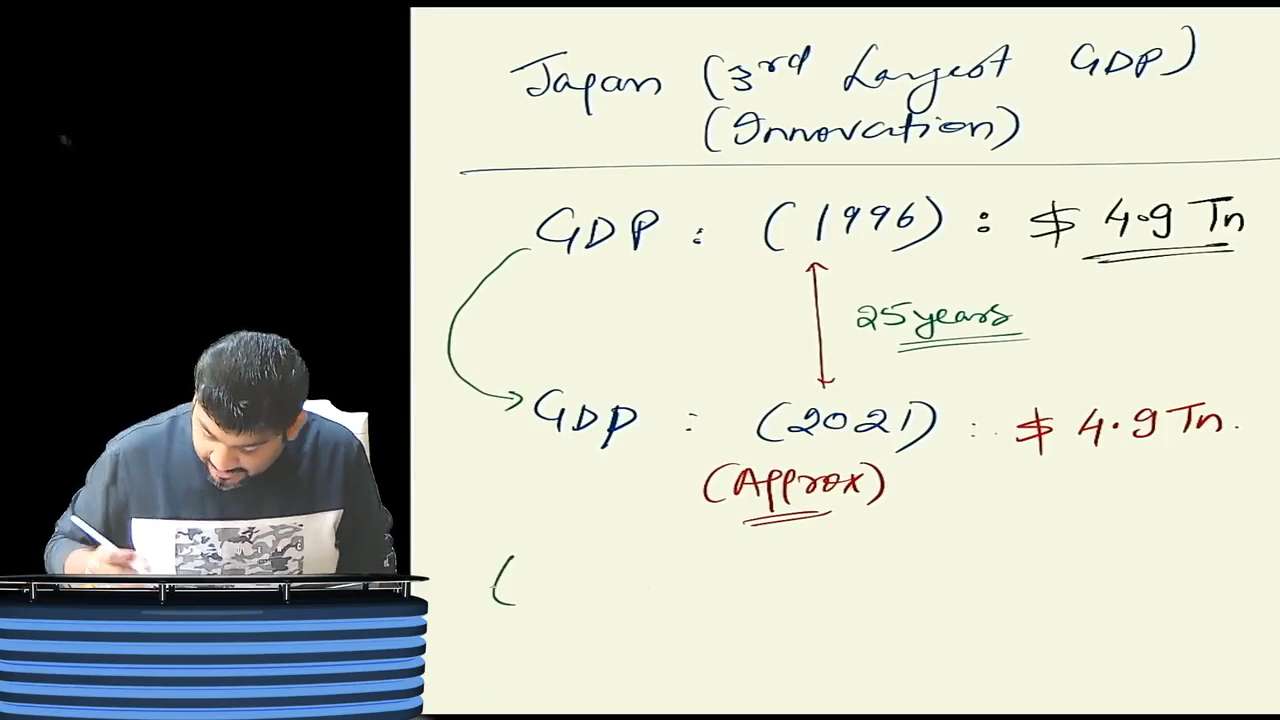 Japan (3rd Largest GDP)
(Innovation)
GDP : (1996) : $ 4.9 Tn
25 years
GDP : (2021) : $ 4.9 Tn.
(Approx)
(